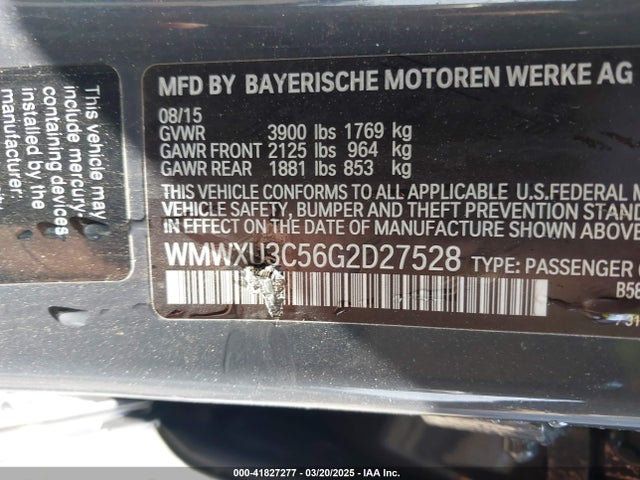 This vehicle may
include mercury
containing devices
installed by the
manufacturer:
MFD BY BAYERISCHE MOTOREN WERKE AG
08/15
GVWR 3900 lbs 1769 kg
GAWR FRONT 2125 lbs 964 kg
GAWR REAR 1881 lbs 853 kg
THIS VEHICLE CONFORMS TO ALL APPLICABLE U.S.FEDERAL M
VEHICLE SAFETY, BUMPER AND THEFT PREVENTION STAND
IN EFFECT ON THE DATE OF MANUFACTURE SHOWN ABOVE
WMWXU3C56G2D27528 TYPE: PASSENGER
B58
000-41827277 - 03/20/2025 - IAA Inc.